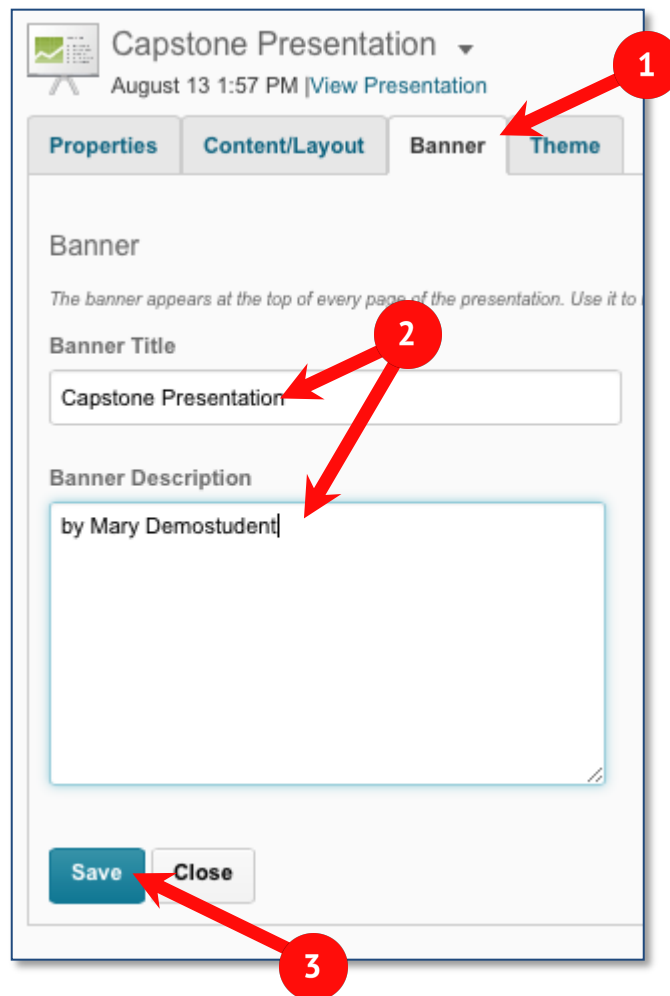 Capstone Presentation
August 13 1:57 PM |View Presentation
1
Properties Content/Layout Banner Theme
Banner
The banner appears at the top of every page of the presentation. Use it to
2
Banner Title
Capstone Presentation
Banner Description
by Mary Demostudent
Save Close
3